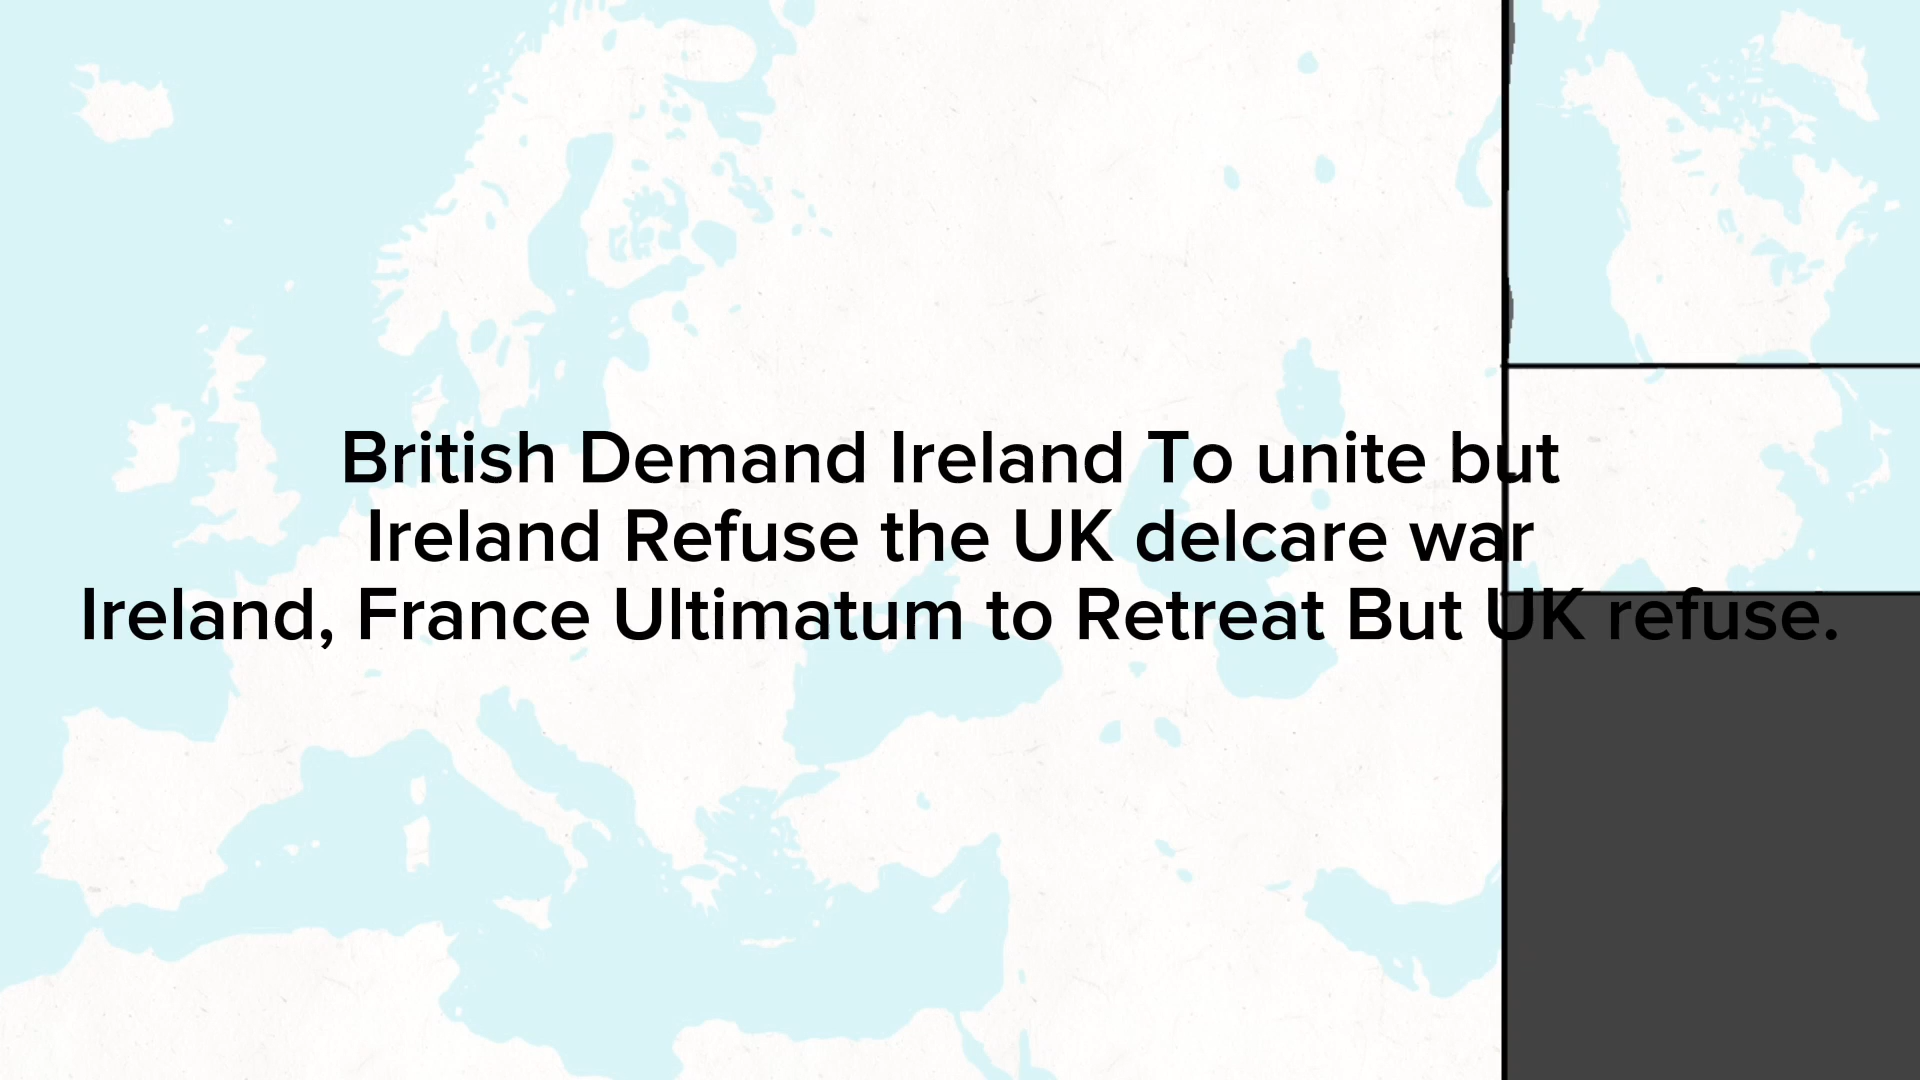 British Demand Ireland To unite but
Ireland Refuse the UK delcare war
Ireland, France Ultimatum to Retreat But UK refuse.